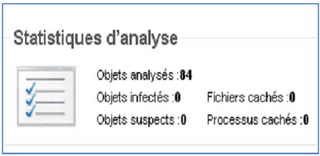 Statistiques d'analyse
Objets analysés :84
Objets infectés :0 Fichiers cachés :0
Objets suspects :0 Processus cachés :0